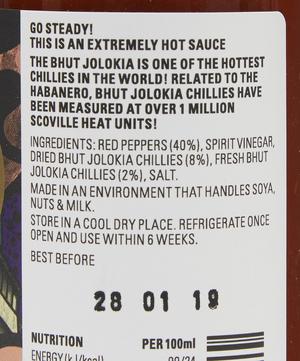 GO STEADY!
THIS IS AN EXTREMELY HOT SAUCE
THE BHUT JOLOKIA IS ONE OF THE HOTTEST
CHILLIES IN THE WORLD! RELATED TO THE
HABANERO, BHUT JOLOKIA CHILLIES HAVE
BEEN MEASURED AT OVER 1 MILLION
SCOVILLE HEAT UNITS!
INGREDIENTS: RED PEPPERS (40%), SPIRIT VINEGAR,
DRIED BHUT JOLOKIA CHILLIES (8%), FRESH BHUT
JOLOKIA CHILLIES (2%), SALT.
MADE IN AN ENVIRONMENT THAT HANDLES SOYA,
NUTS & MILK.
STORE IN A COOL DRY PLACE. REFRIGERATE ONCE
OPEN AND USE WITHIN 6 WEEKS.
BEST BEFORE
28 01 19
NUTRITION PER 100ml
ENERGY